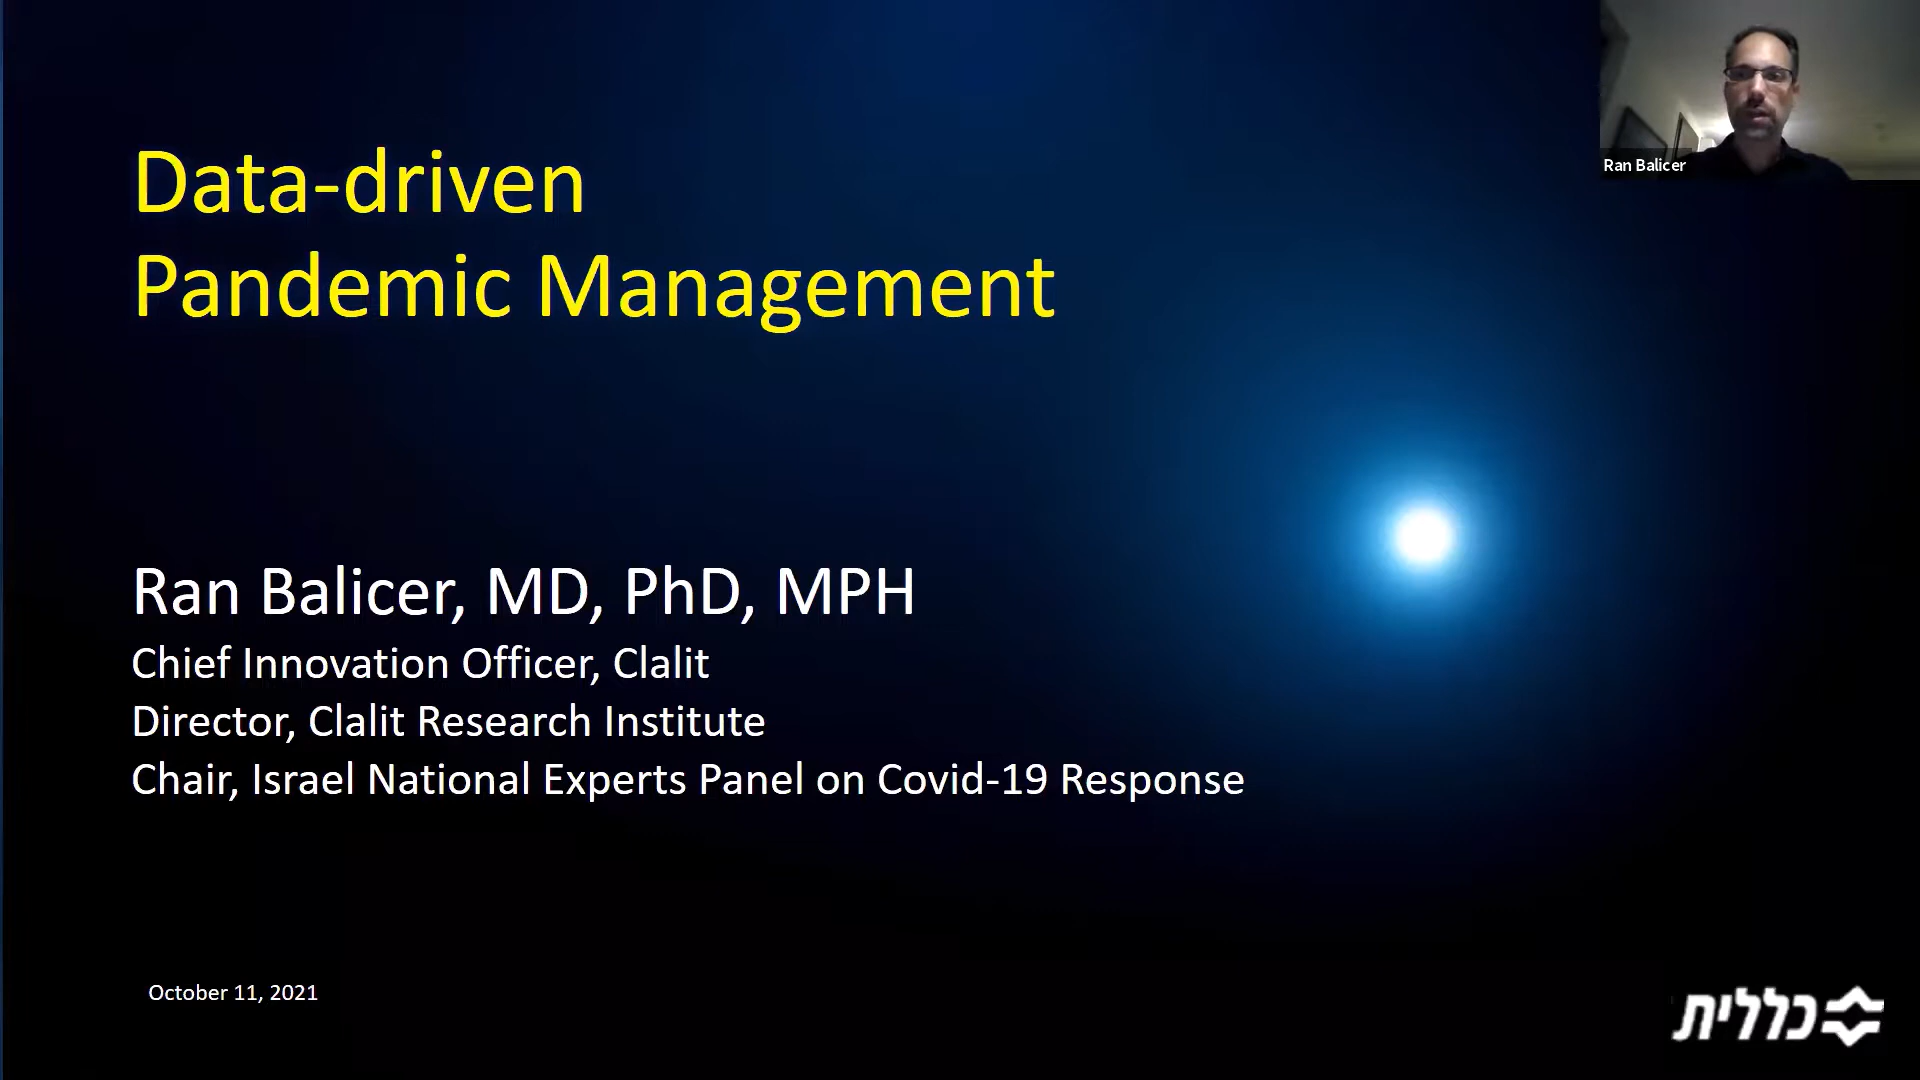 Ran Balicer
Data-driven
Pandemic Management
Ran Balicer, MD, PhD, MPH
Chief Innovation Officer, Clalit
Director, Clalit Research Institute
Chair, Israel National Experts Panel on Covid-19 Response
October 11, 2021
כללית